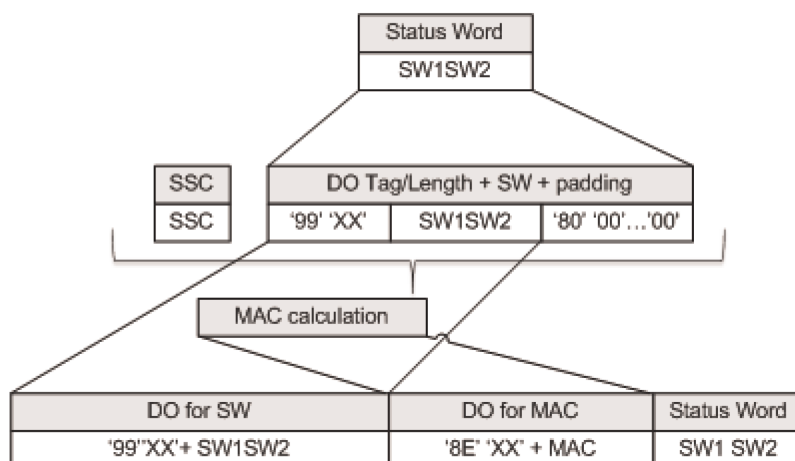 Status Word
SW1SW2
SSC DO Tag/Length + SW + padding
SSC ‘99’ ‘XX’ SW1SW2 ‘80’ ‘00’…’00’
MAC calculation
DO for SW DO for MAC Status Word
‘99’‘XX’+ SW1SW2 ‘8E’ ‘XX’ + MAC SW1 SW2